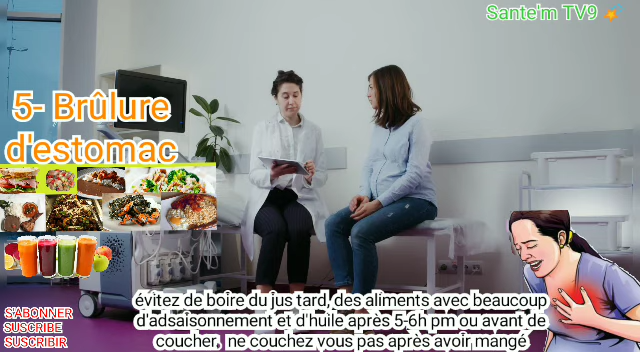 Sante'm TV9
5- Brûlure
d'estomac
S'ABONNER
SUSCRIBE
SUSCRIBIR
évitez de boire du jus tard, des aliments avec beaucoup
d'adsaisonnement et d'huile après 5-6h pm ou avant de
coucher, ne couchez vous pas après avoir mangé